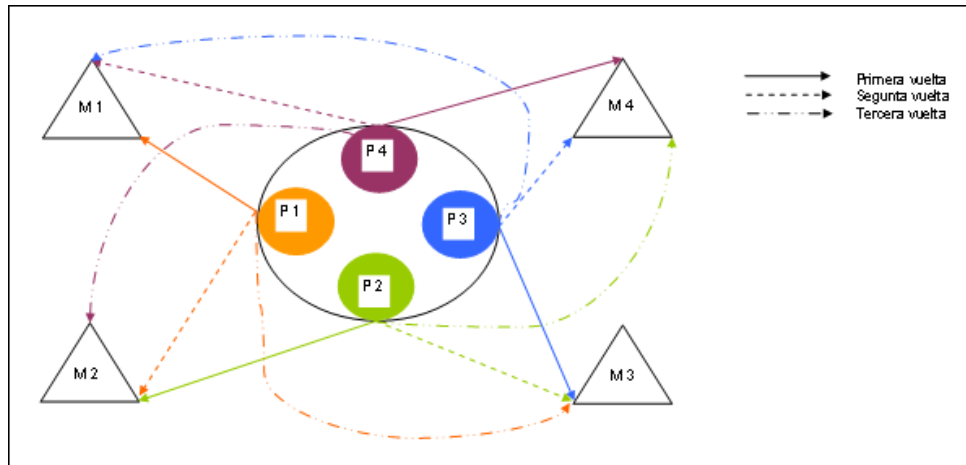 M 1
M 4
Primera vuelta
Segunta vuelta
Tercera vuelta
P 4
P 1
P 3
P 2
M 2
M 3